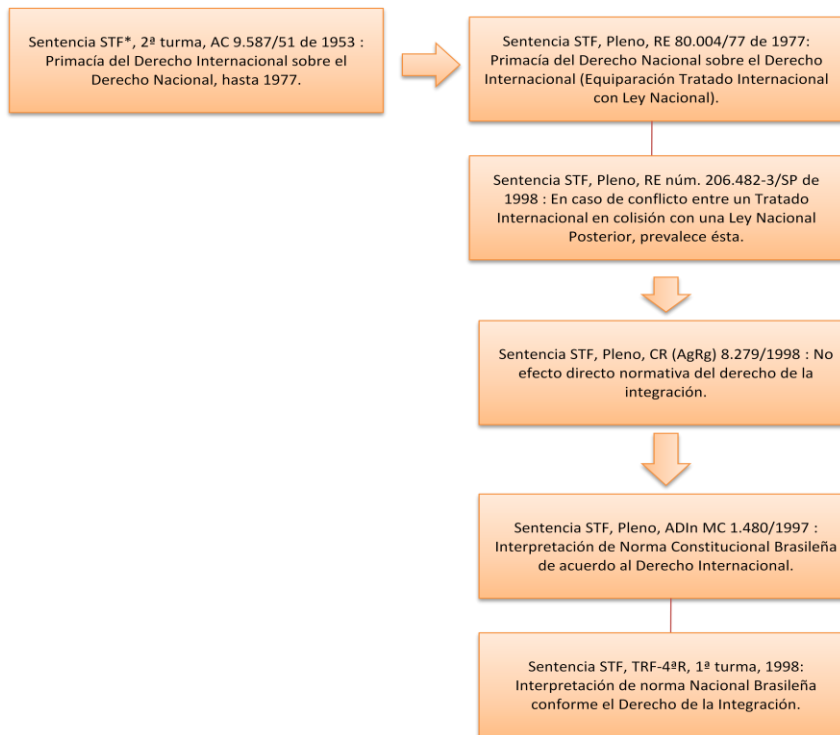 Sentencia STF*, 2ª turma, AC 9.587/51 de 1953 :
Primacía del Derecho Internacional sobre el
Derecho Nacional, hasta 1977.
Sentencia STF, Pleno, RE 80.004/77 de 1977:
Primacía del Derecho Nacional sobre el Derecho
Internacional (Equiparación Tratado Internacional
con Ley Nacional).
Sentencia STF, Pleno, RE núm. 206.482-3/SP de
1998 : En caso de conflicto entre un Tratado
Internacional en colisión con una Ley Nacional
Posterior, prevalece ésta.
Sentencia STF, Pleno, CR (AgRg) 8.279/1998 : No
efecto directo normativa del derecho de la
integración.
Sentencia STF, Pleno, ADIn MC 1.480/1997 :
Interpretación de Norma Constitucional Brasileña
de acuerdo al Derecho Internacional.
Sentencia STF, TRF-4ªR, 1ª turma, 1998:
Interpretación de norma Nacional Brasileña
conforme el Derecho de la Integración.